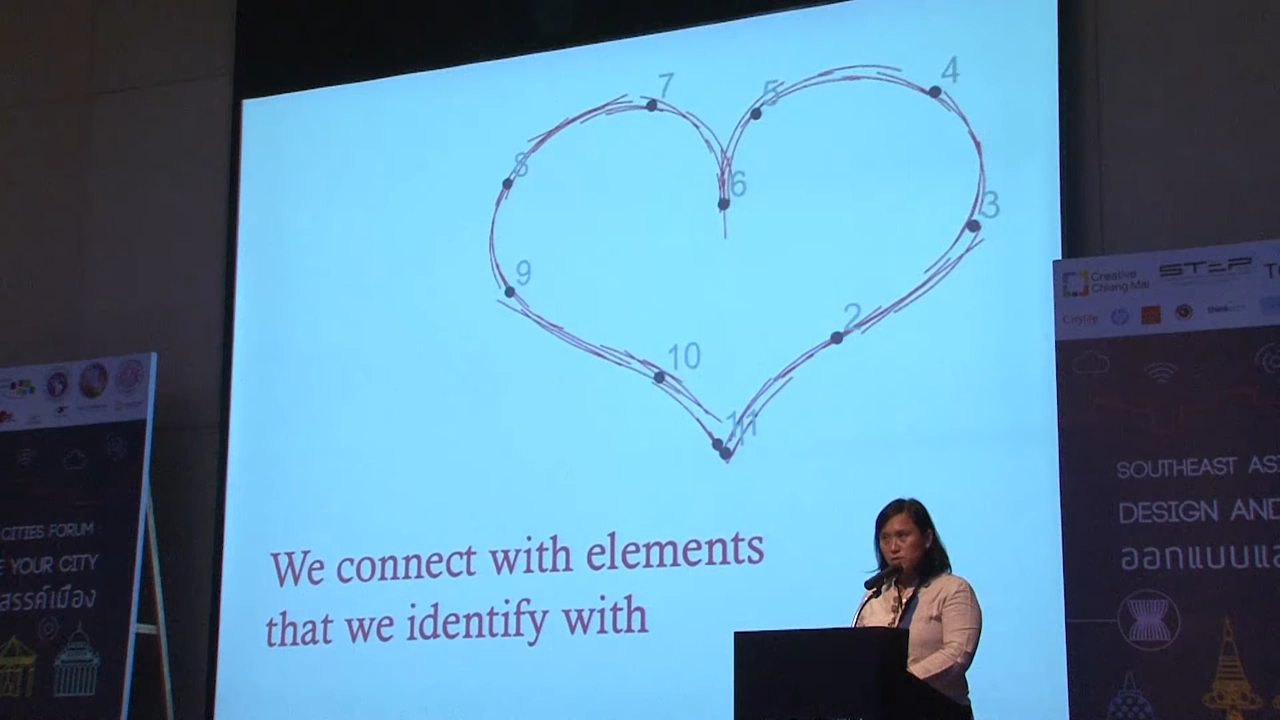 7
4
5
8
6
3
9
2
10
11
We connect with elements
that we identify with
Creative
Chiang Mai
STEP
Citylife
CITIES FORUM :
E YOUR CITY
สรรค์เมือง
SOUTHEAST AS
DESIGN AND
ออกแบบแล